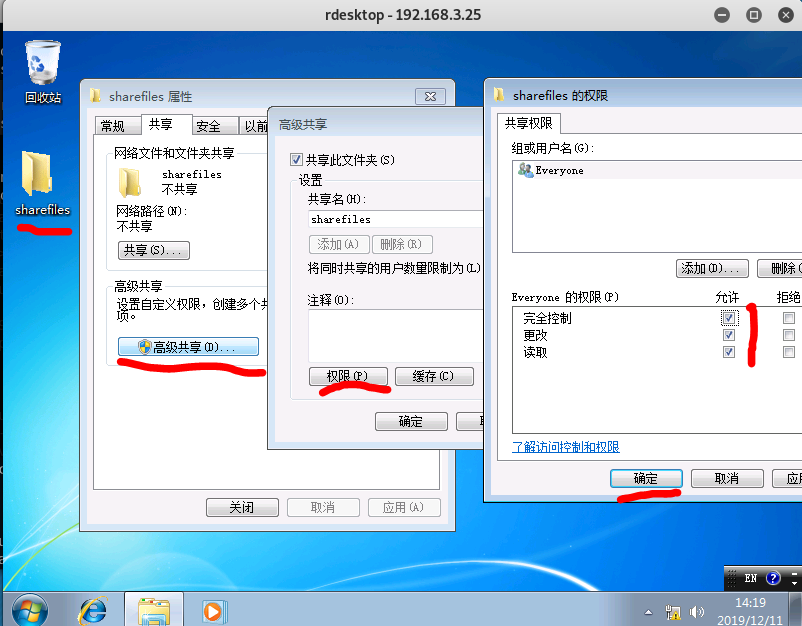 rdesktop - 192.168.3.25
回收站
sharefiles
sharefiles 属性
常规
共享
安全
以前
网络文件和文件夹共享
sharefiles
不共享
网络路径(N):
不共享
共享(S)...
高级共享
设置自定义权限，创建多个共
项。
高级共享(D)...
关闭
取消
应用(A)
高级共享
共享此文件夹(S)
设置
共享名(H):
sharefiles
添加(A)
删除(R)
将同时共享的用户数量限制为(L)
注释(O):
权限(P)
缓存(C)
确定
sharefiles 的权限
共享权限
组或用户名(G):
Everyone
添加(D)...
删除(
Everyone 的权限(P)
允许
拒绝
完全控制
更改
读取
了解访问控制和权限
确定
取消
应
EN
14:19
2019/12/11